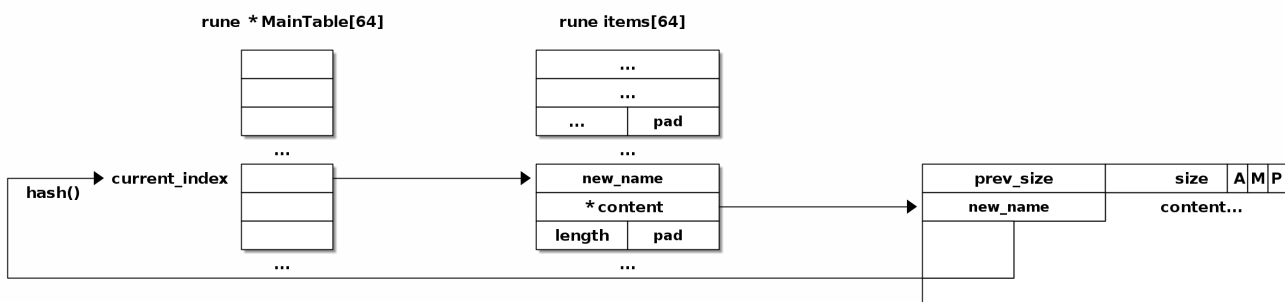 rune *MainTable[64]
rune items[64]
...
...
... pad
...
...
hash()
current_index
new_name
*content
length pad
...
...
prev_size size A M P
new_name content...